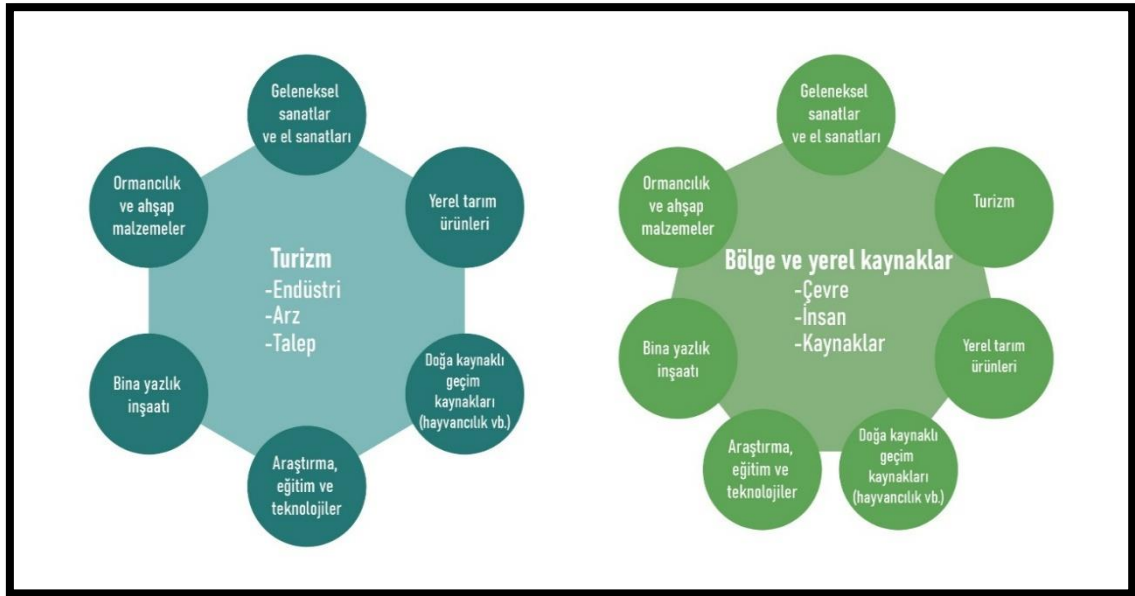 Geleneksel
sanatlar
ve el sanatları
Ormancılık
ve ahşap
malzemeler
Yerel tarım
ürünleri
Turizm
-Endüstri
-Arz
-Talep
Bina yazlık
inşaatı
Doğa kaynaklı
geçim
kaynakları
(hayvancılık vb.)
Araştırma,
eğitim ve
teknolojiler
Geleneksel
sanatlar
ve el sanatları
Ormancılık
ve ahşap
malzemeler
Turizm
Bölge ve yerel kaynaklar
-Çevre
-İnsan
-Kaynaklar
Bina yazlık
inşaatı
Yerel tarım
ürünleri
Araştırma,
eğitim ve
teknolojiler
Doğa kaynaklı
geçim
kaynakları
(hayvancılık vb.)